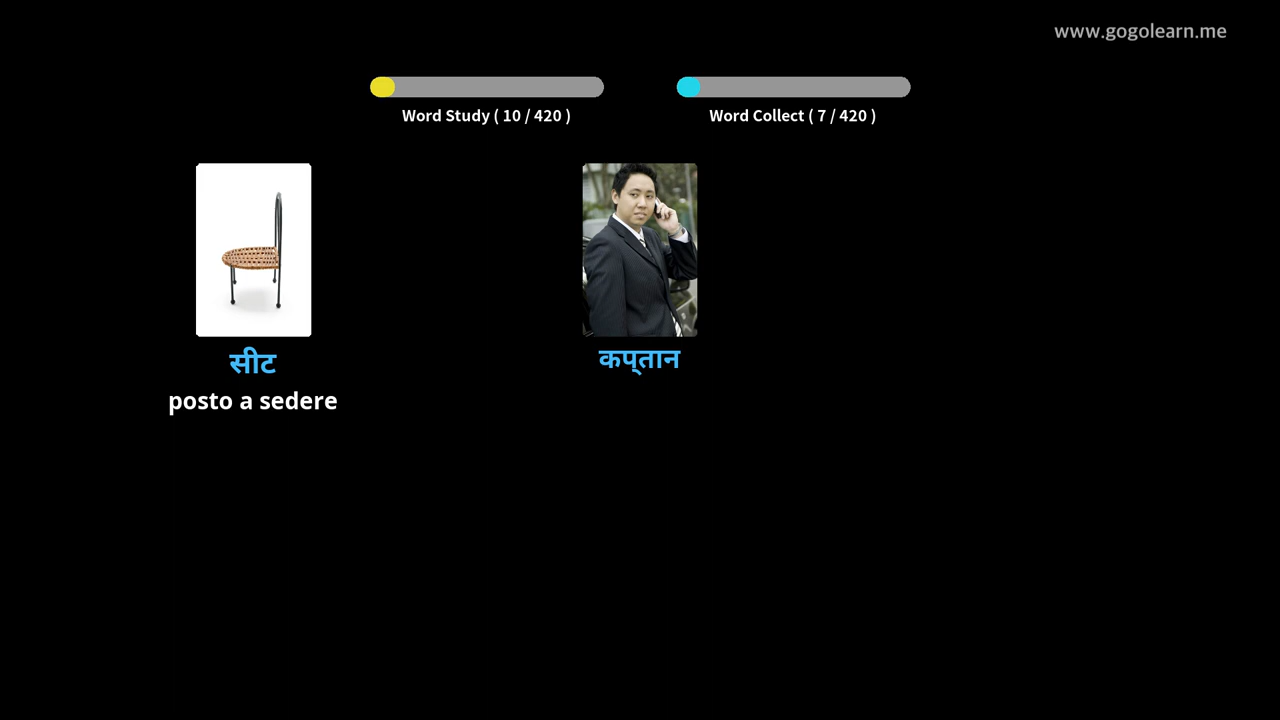 www.gogolearn.me
Word Study ( 10 / 420 )
Word Collect ( 7 / 420 )
सीट
कप्तान
posto a sedere